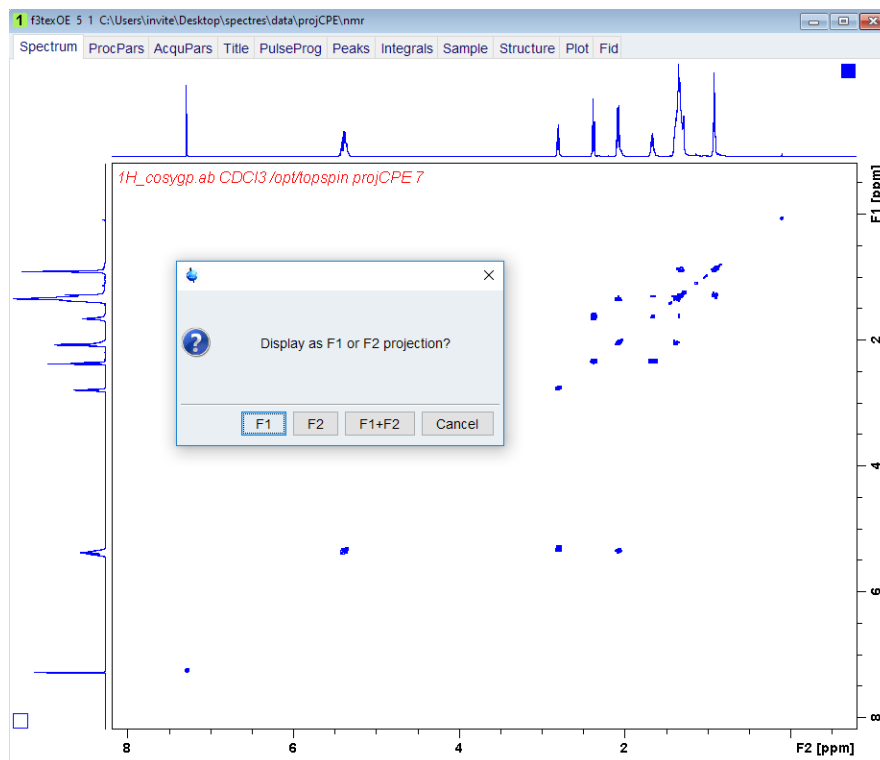 1 f3texOE 5 1 C:\Users\invite\Desktop\spectres\data\projCPE\nmr
Spectrum ProcPars AcquPars Title PulseProg Peaks Integrals Sample Structure Plot Fid
1H_cosygp.ab CDCl3 /opt/topspin projCPE 7
F1 [ppm]
Display as F1 or F2 projection?
F1 F2 F1+F2 Cancel
2
4
6
8
8 6 4 2 F2 [ppm]